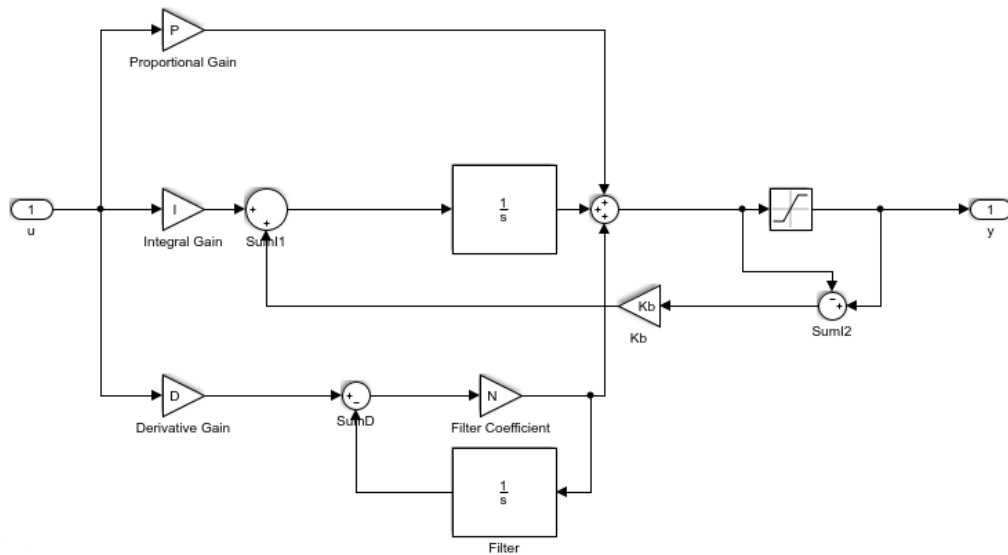 P
Proportional Gain
1
u
I
Integral Gain
+
+
SumI1
1
s
+
+
+
1
y
Kb
Kb
−
+
SumI2
D
Derivative Gain
+
−
SumD
N
Filter Coefficient
1
s
Filter